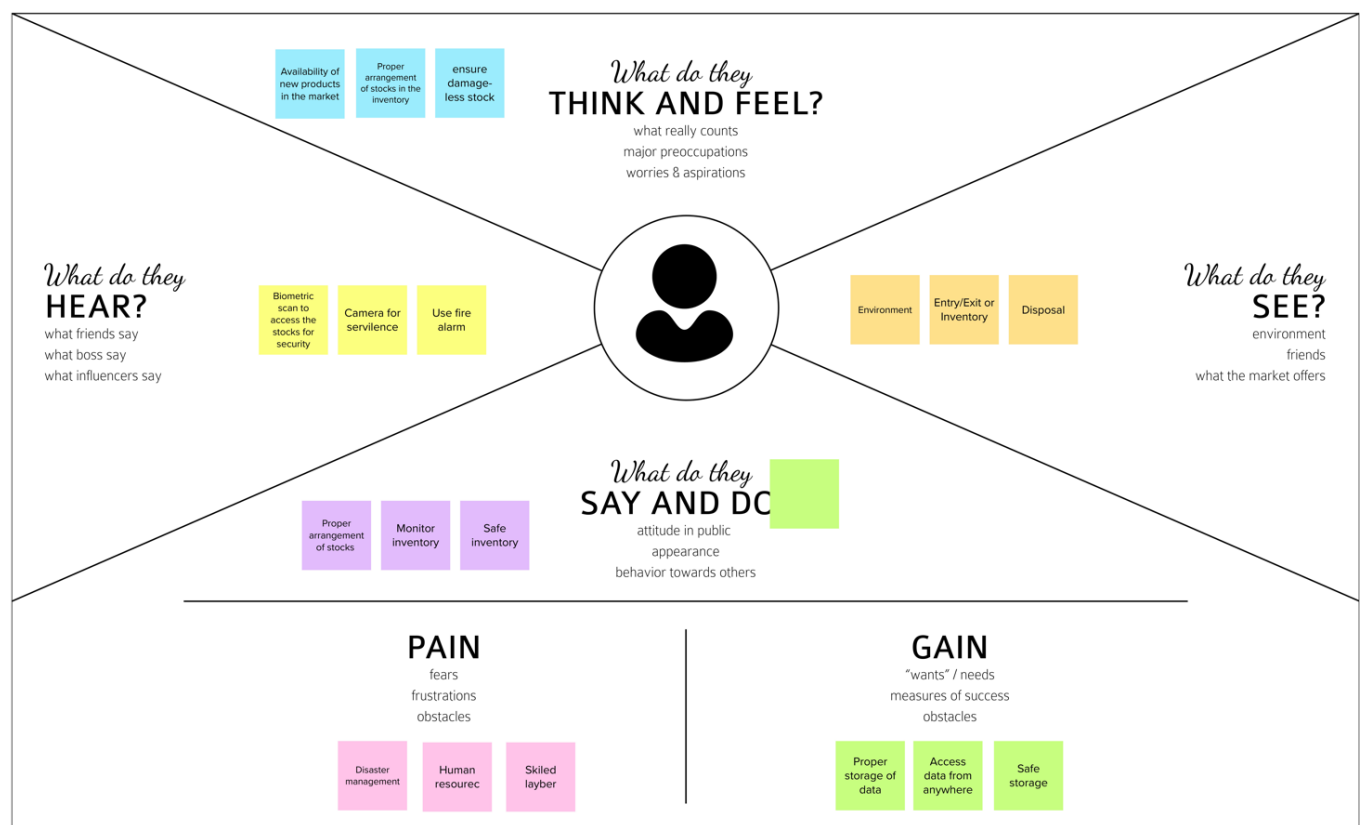 Availability of
new products
in the market
Proper
arrangement
of stocks in the
inventory
ensure
damage-
less stock
What do they
THINK AND FEEL?
what really counts
major preoccupations
worries & aspirations
What do they
HEAR?
what friends say
what boss say
what influencers say
Biometric
scan to
access the
stocks for
security
Camera for
servilence
Use fire
alarm
Environment
Entry/Exit or
Inventory
Disposal
What do they
SEE?
environment
friends
what the market offers
What do they
SAY AND DO
attitude in public
appearance
behavior towards others
Proper
arrangement
of stocks
Monitor
inventory
Safe
inventory
PAIN
fears
frustrations
obstacles
Disaster
management
Human
resourec
Skiled
layber
GAIN
“wants” / needs
measures of success
obstacles
Proper
storage of
data
Access
data from
anywhere
Safe
storage